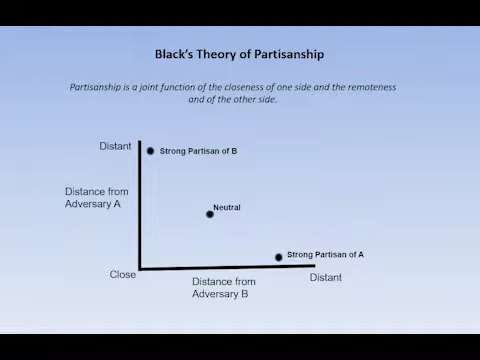 Black's Theory of Partisanship
Partisanship is a joint function of the closeness of one side and the remoteness
and of the other side.
Distant
Strong Partisan of B
Distance from
Adversary A
Neutral
Strong Partisan of A
Close
Distance from
Adversary B
Distant